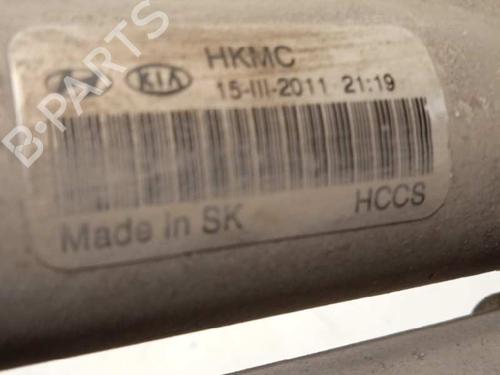 KIA HKMC
15-III-2011 21:19
Made in SK HCCS
B-PARTS